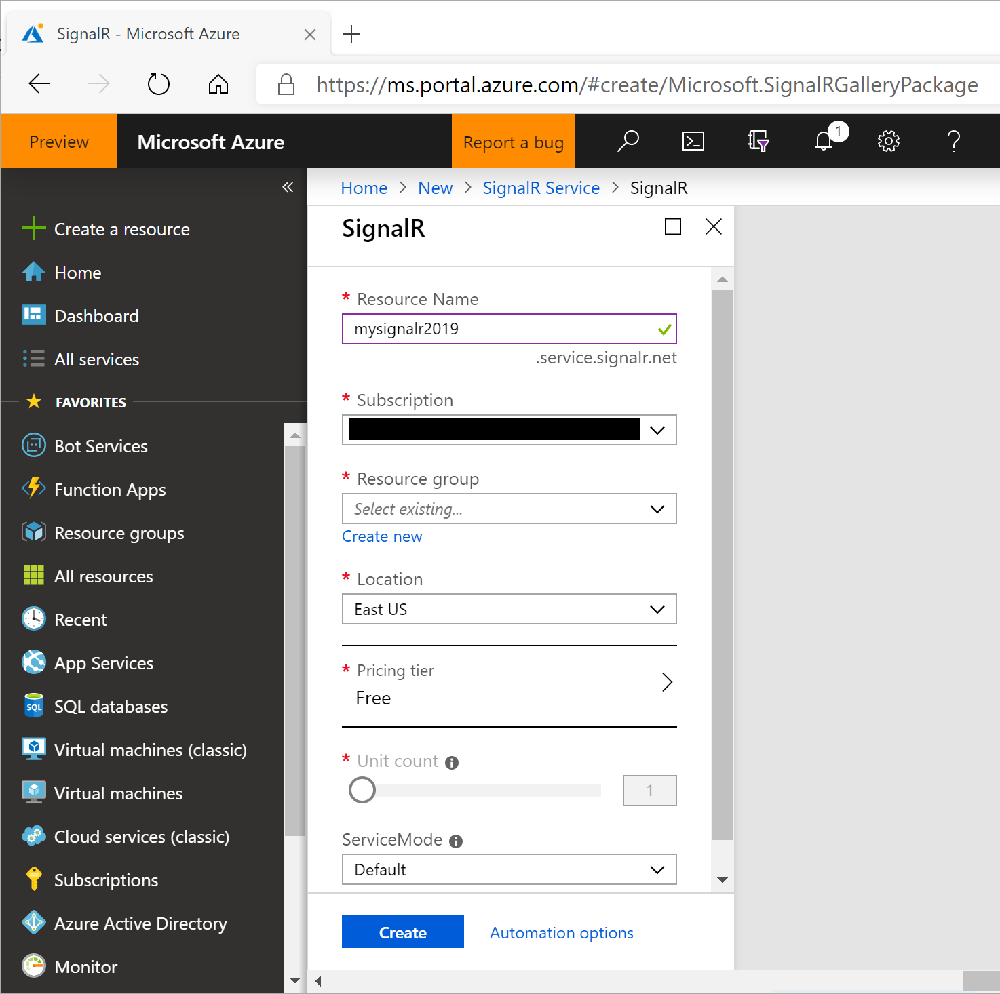 SignalR - Microsoft Azure
https://ms.portal.azure.com/#create/Microsoft.SignalRGalleryPackage
Preview
Microsoft Azure
Report a bug
1
Home > New > SignalR Service > SignalR
Create a resource
Home
Dashboard
All services
FAVORITES
Bot Services
Function Apps
Resource groups
All resources
Recent
App Services
SQL databases
Virtual machines (classic)
Virtual machines
Cloud services (classic)
Subscriptions
Azure Active Directory
Monitor
SignalR
* Resource Name
mysignalr2019
.service.signalr.net
* Subscription
* Resource group
Select existing...
Create new
* Location
East US
* Pricing tier
Free
* Unit count
1
ServiceMode
Default
Create
Automation options